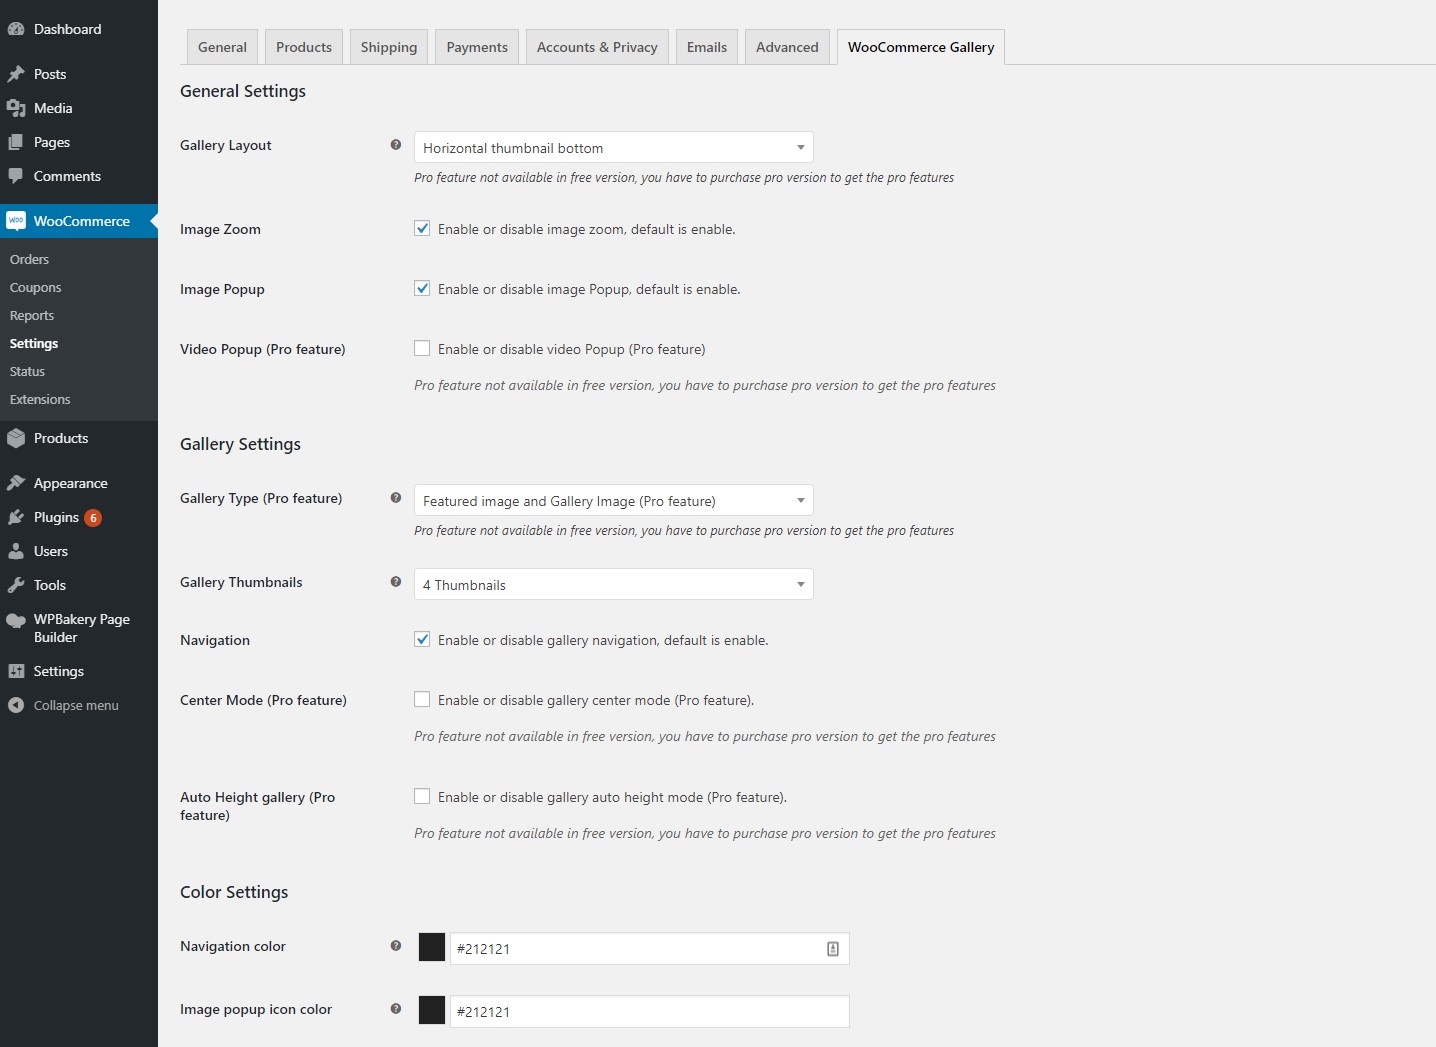 Dashboard
Posts
Media
Pages
Comments
woo WooCommerce
Orders
Coupons
Reports
Settings
Status
Extensions
Products
Appearance
Plugins 6
Users
Tools
WPBakery Page
Builder
Settings
Collapse menu
General Products Shipping Payments Accounts & Privacy Emails Advanced WooCommerce Gallery
General Settings
Gallery Layout ? Horizontal thumbnail bottom
Pro feature not available in free version, you have to purchase pro version to get the pro features
Image Zoom Enable or disable image zoom, default is enable.
Image Popup Enable or disable image Popup, default is enable.
Video Popup (Pro feature) Enable or disable video Popup (Pro feature)
Pro feature not available in free version, you have to purchase pro version to get the pro features
Gallery Settings
Gallery Type (Pro feature) ? Featured image and Gallery Image (Pro feature)
Pro feature not available in free version, you have to purchase pro version to get the pro features
Gallery Thumbnails ? 4 Thumbnails
Navigation Enable or disable gallery navigation, default is enable.
Center Mode (Pro feature) Enable or disable gallery center mode (Pro feature).
Pro feature not available in free version, you have to purchase pro version to get the pro features
Auto Height gallery (Pro
feature)
Enable or disable gallery auto height mode (Pro feature).
Pro feature not available in free version, you have to purchase pro version to get the pro features
Color Settings
Navigation color ? #212121
Image popup icon color ? #212121